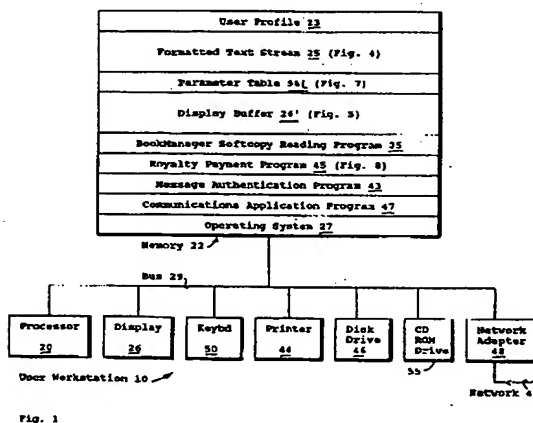 User Profile 23
Formatted Text Stream 25 (Fig. 4)
Parameter Table 56[ (Fig. 7)
Display Buffer 26' (Fig. 5)
BookManager Softcopy Reading Program 35
Royalty Payment Program 45 (Fig. 8)
Message Authentication Program 43
Communications Application Program 47
Operating System 27
Memory 22
Bus 29
Processor 20
Display 26
Keybd 50
Printer 44
Disk Drive 46
CD ROM Drive 55
Network Adapter 48
User Workstation 10
Network 4
Fig. 1